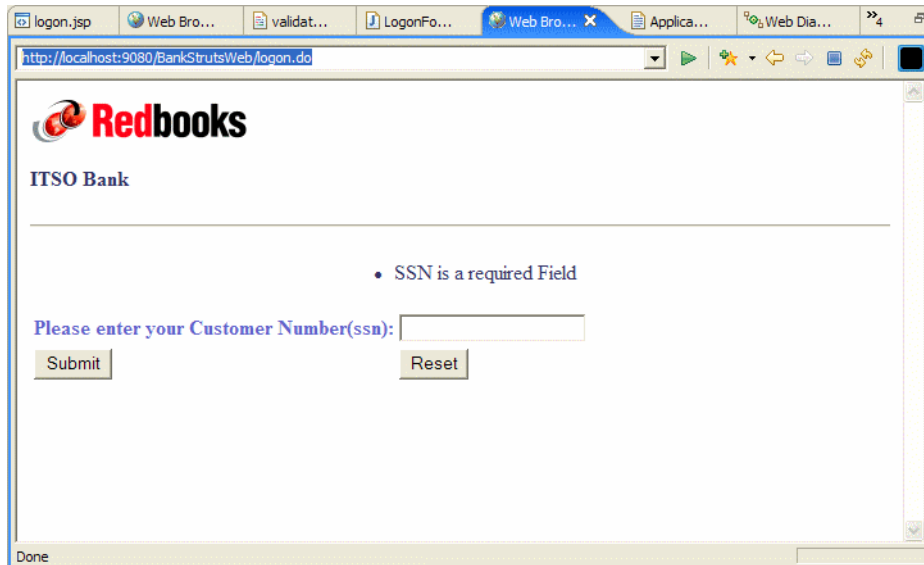 logon.jsp Web Bro... validat... LogonFo... Web Bro... Applica... Web Dia... »4
http://localhost:9080/BankStrutsWeb/logon.do
Redbooks
ITSO Bank
• SSN is a required Field
Please enter your Customer Number(ssn):
Submit Reset
Done